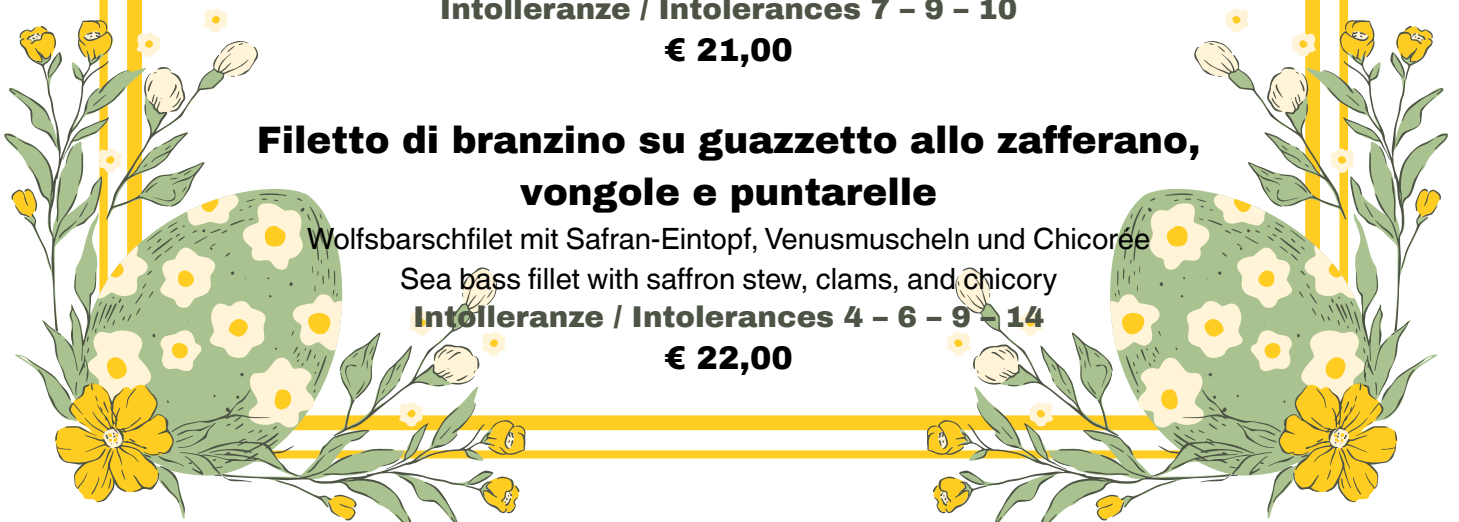 Intolleranze / Intolerances 7 – 9 – 10
€ 21,00
Filetto di branzino su guazzetto allo zafferano,
vongole e puntarelle
Wolfsbarschfilet mit Safran-Eintopf, Venusmuscheln und Chicorée
Sea bass fillet with saffron stew, clams, and chicory
Intolleranze / Intolerances 4 – 6 – 9 – 14
€ 22,00